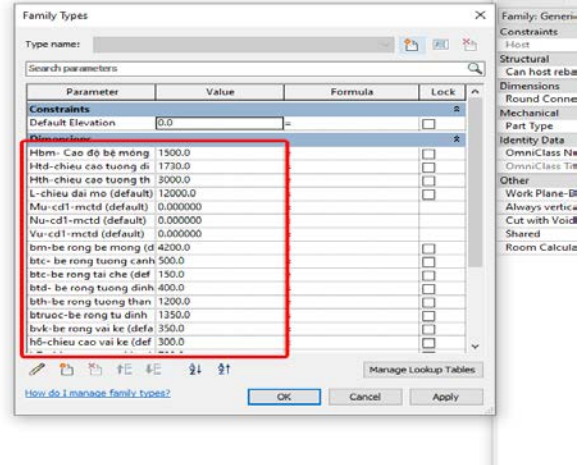 Family Types
Type name:
Search parameters
Parameter Value Formula Lock
Constraints
Default Elevation 0.0 =
Dimensions
Hbm- Cao độ bệ móng 1500.0
Htd-chieu cao tuong di 1730.0
Hth-chieu cao tuong th 3000.0
L-chieu dai mo (default) 12000.0
Mu-cd1-mctd (default) 0.000000
Nu-cd1-mctd (default) 0.000000
Vu-cd1-mctd (default) 0.000000
bm-be rong be mong (d 4200.0
btc- be rong tuong canh 500.0
btc-be rong tai che (def 150.0
btd- be rong tuong dinh 400.0
bth-be rong tuong than 1200.0
btruoc-be rong tu dinh 1350.0
bvk-be rong vai ke (defa 350.0
h6-chieu cao vai ke (def 300.0
Manage Lookup Tables
How do I manage family types?
OK Cancel Apply
Family: Generi
Constraints
Host
Structural
Can host reba
Dimensions
Round Conne
Mechanical
Part Type
Identity Data
OmniClass Nu
OmniClass Tit
Other
Work Plane-B
Always vertica
Cut with Void
Shared
Room Calcula